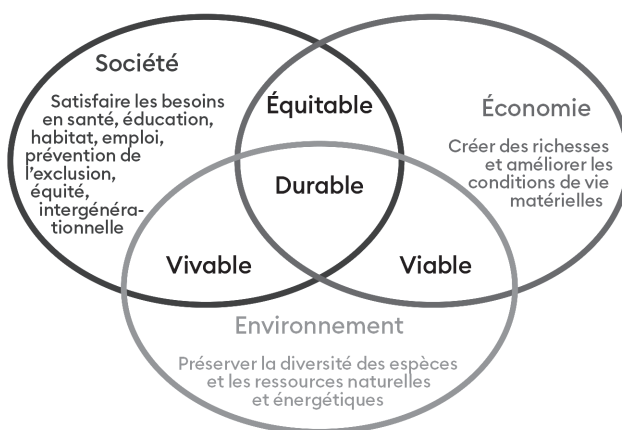 Société
Satisfaire les besoins
en santé, éducation,
habitat, emploi,
prévention de
l'exclusion,
équité,
intergénéra-
tionnelle
Équitable
Économie
Créer des richesses
et améliorer les
conditions de vie
matérielles
Durable
Vivable
Viable
Environnement
Préserver la diversité des espèces
et les ressources naturelles
et énergétiques